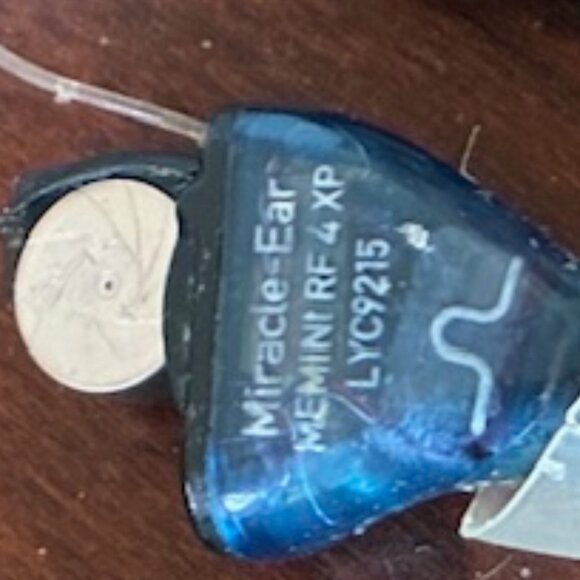 Miracle-Ear
MEMINI RF 4 XP
LYC9215